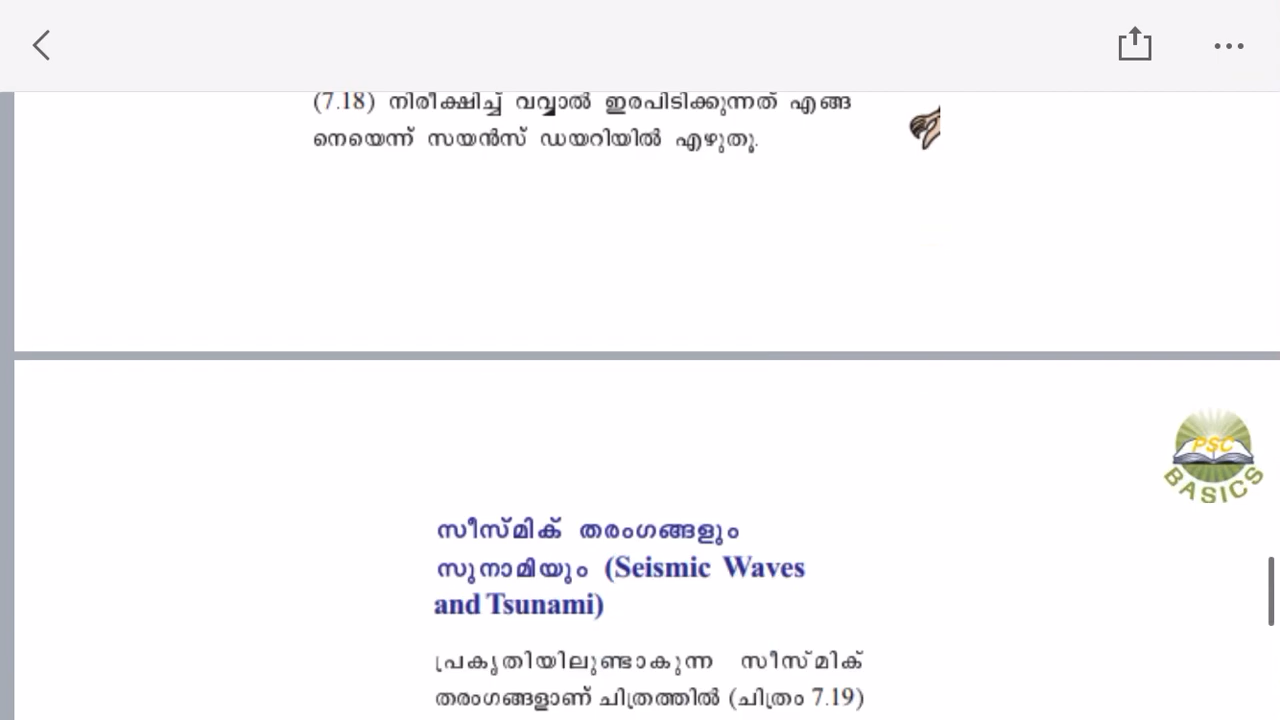 (7.18) നിരീക്ഷിച്ച് വവ്വാൽ ഇരപിടിക്കുന്നത് എങ്ങ
നെയെന്ന് സയൻസ് ഡയറിയിൽ എഴുതൂ.
PSC
BASICS
സീസ്മിക് തരംഗങ്ങളും
സുനാമിയും (Seismic Waves
and Tsunami)
പ്രകൃതിയിലുണ്ടാകുന്ന സീസ്മിക്
തരംഗങ്ങളാണ് ചിത്രത്തിൽ (ചിത്രം 7.19)